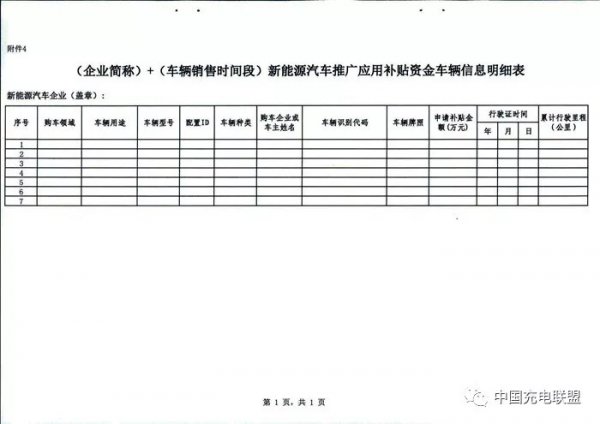 附件4
（企业简称）+（车辆销售时间段）新能源汽车推广应用补贴资金车辆信息明细表
新能源汽车企业（盖章）：
序号 购车领域 车辆用途 车辆型号 配置ID 车辆种类 购车企业或车主姓名 车辆识别代码 车辆牌照 申请补贴金额(万元) 行驶证时间 累计行驶里程（公里）
年 月 日
1
2
3
4
5
6
7
第 1 页，共 1 页
中国充电联盟